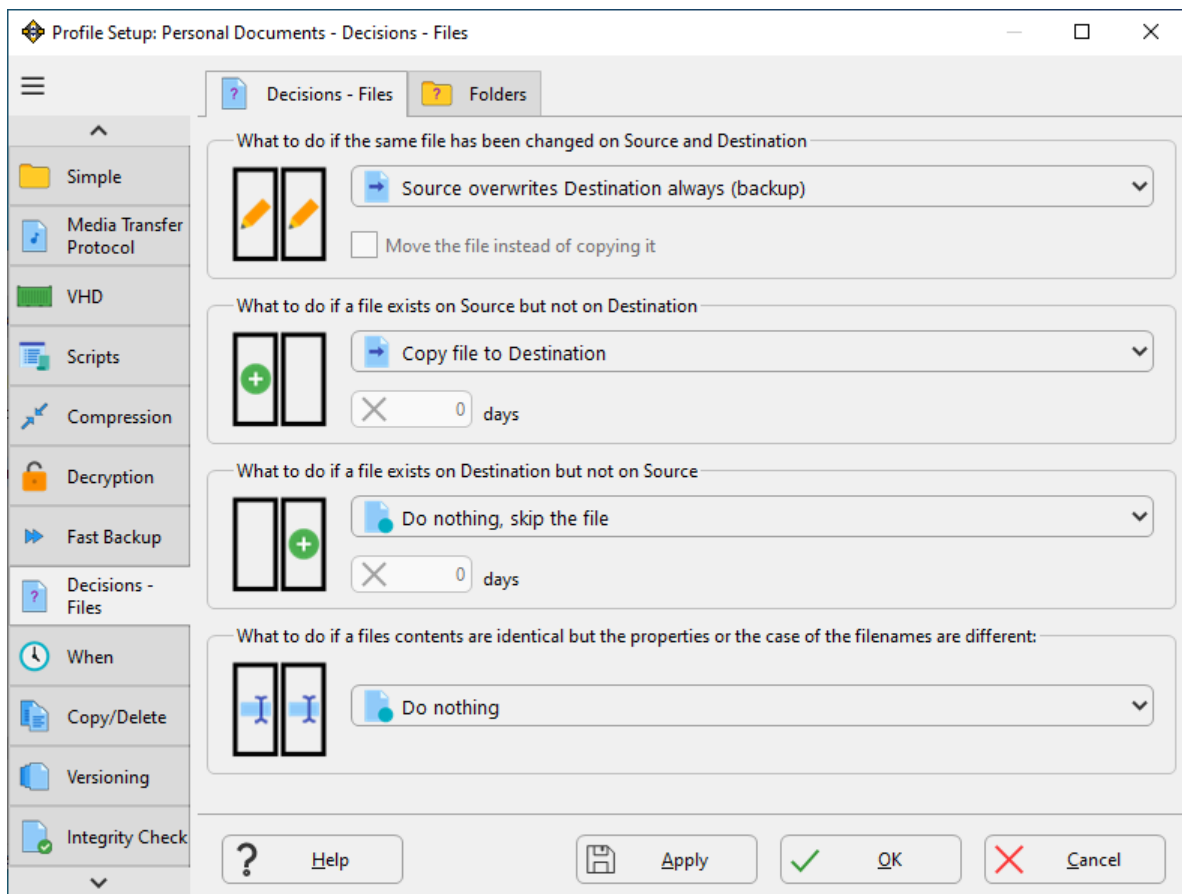 Profile Setup: Personal Documents - Decisions - Files
Decisions - Files
Folders
Simple
Media Transfer
Protocol
VHD
Scripts
Compression
Decryption
Fast Backup
Decisions -
Files
When
Copy/Delete
Versioning
Integrity Check
What to do if the same file has been changed on Source and Destination
Source overwrites Destination always (backup)
Move the file instead of copying it
What to do if a file exists on Source but not on Destination
Copy file to Destination
0 days
What to do if a file exists on Destination but not on Source
Do nothing, skip the file
0 days
What to do if a files contents are identical but the properties or the case of the filenames are different:
Do nothing
Help
Apply
OK
Cancel